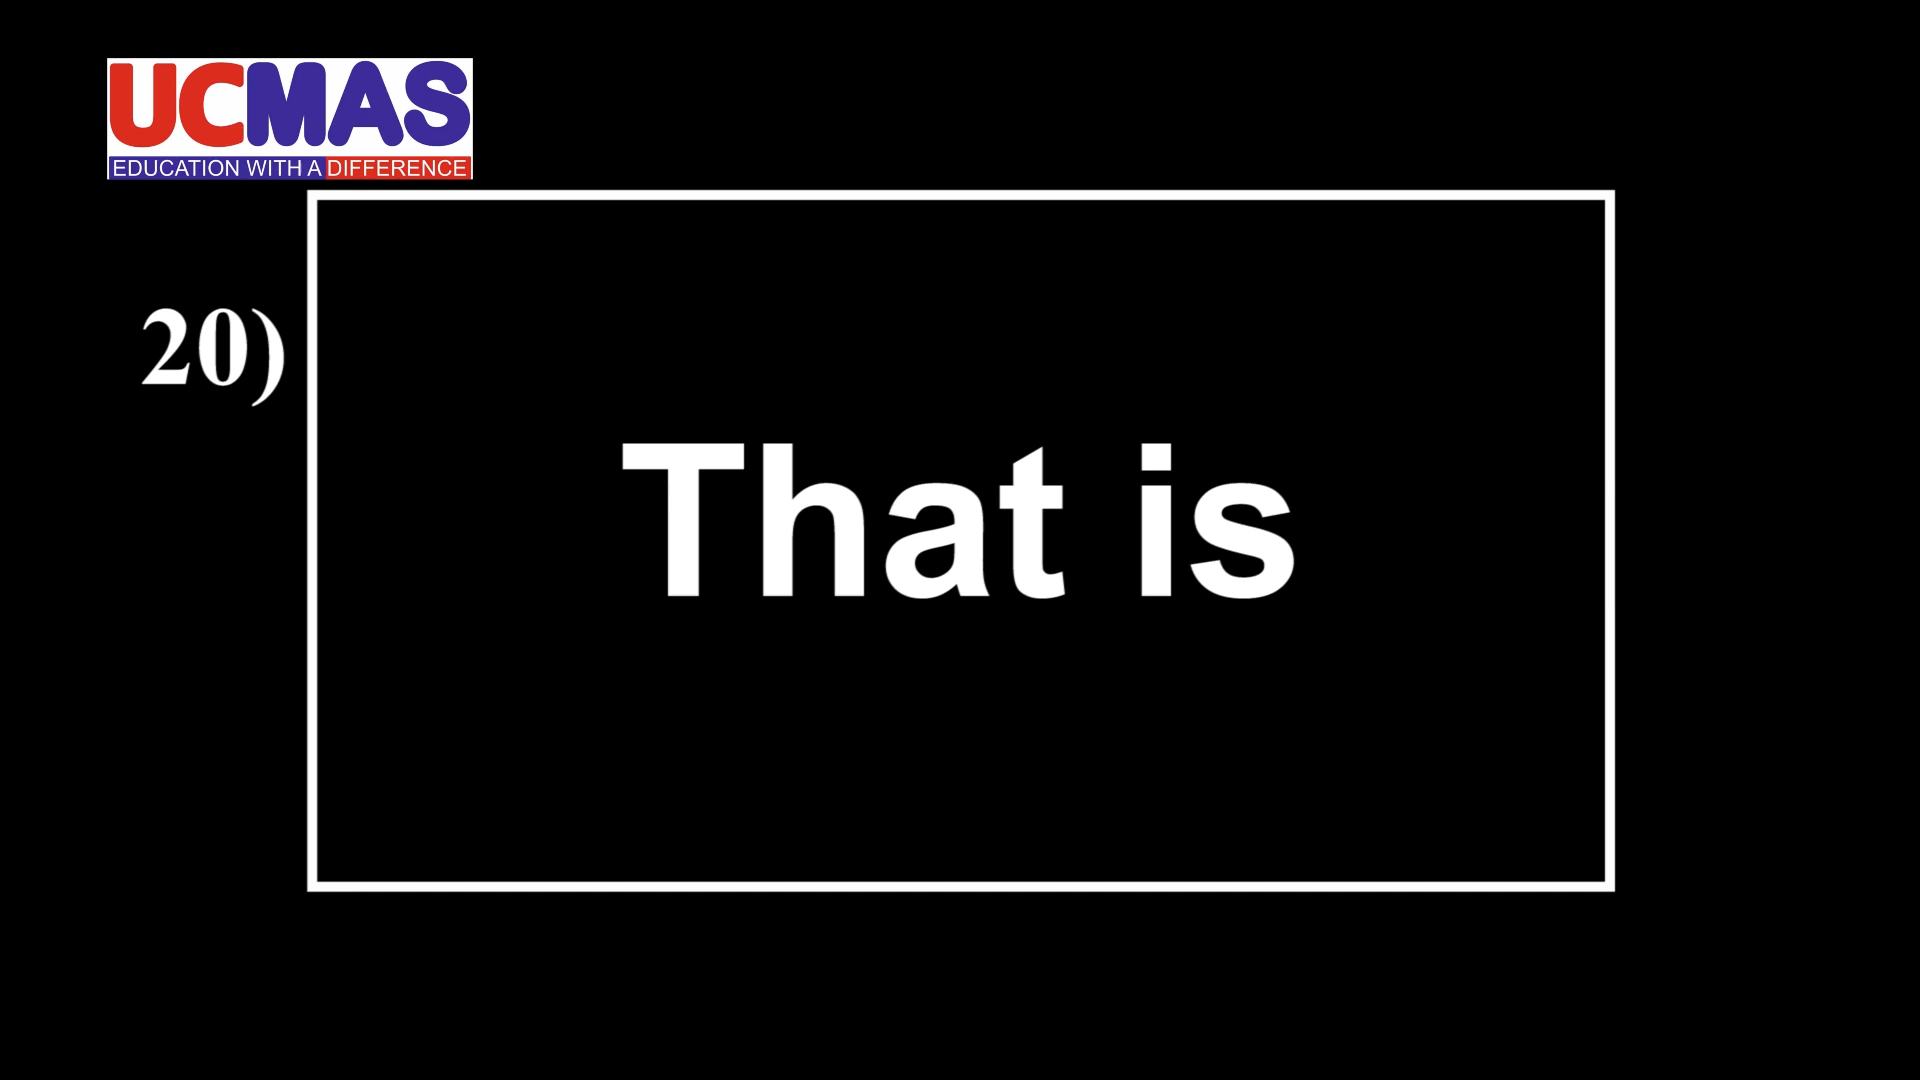 UCMAS
EDUCATION WITH A DIFFERENCE
20)
That is